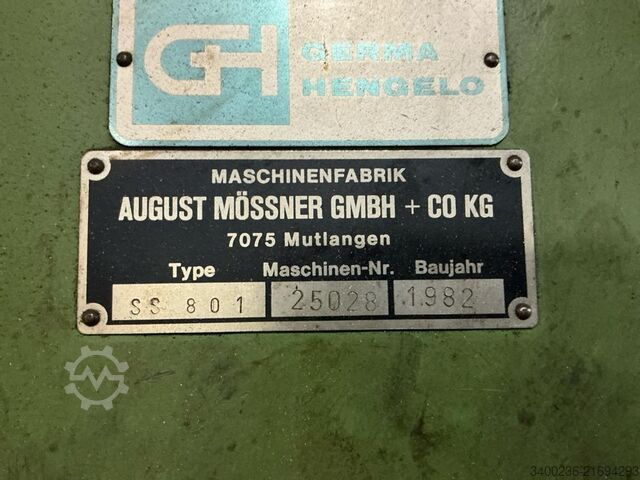 GH GERMA
HENGELO
MASCHINENFABRIK
AUGUST MÖSSNER GMBH + CO KG
7075 Mutlangen
Type Maschinen-Nr. Baujahr
SS 801 25028 1982
3400236-21694293